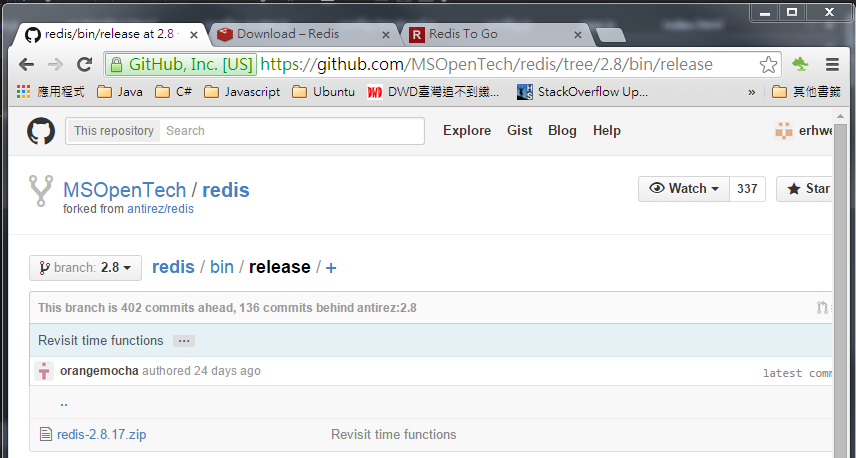 redis/bin/release at 2.8
Download – Redis
Redis To Go
GitHub, Inc. [US] https://github.com/MSOpenTech/redis/tree/2.8/bin/release
應用程式 Java C# Javascript Ubuntu DWD臺灣追不到鐵... StackOverflow Up... » 其他書籤
This repository Search Explore Gist Blog Help erhwe
MSOpenTech / redis
forked from antirez/redis
Watch 337 Star
branch: 2.8 redis / bin / release / +
This branch is 402 commits ahead, 136 commits behind antirez:2.8
Revisit time functions ...
orangemocha authored 24 days ago
latest comm
..
redis-2.8.17.zip Revisit time functions